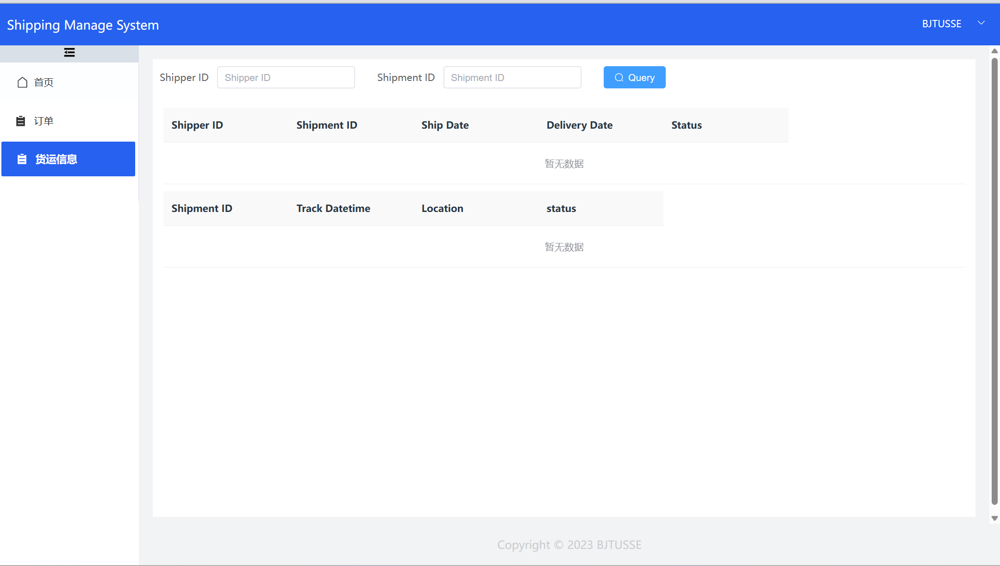 Shipping Manage System
BJTUSSE
首页
订单
货运信息
Shipper ID Shipper ID Shipment ID Shipment ID Query
Shipper ID Shipment ID Ship Date Delivery Date Status
暂无数据
Shipment ID Track Datetime Location status
暂无数据
Copyright © 2023 BJTUSSE